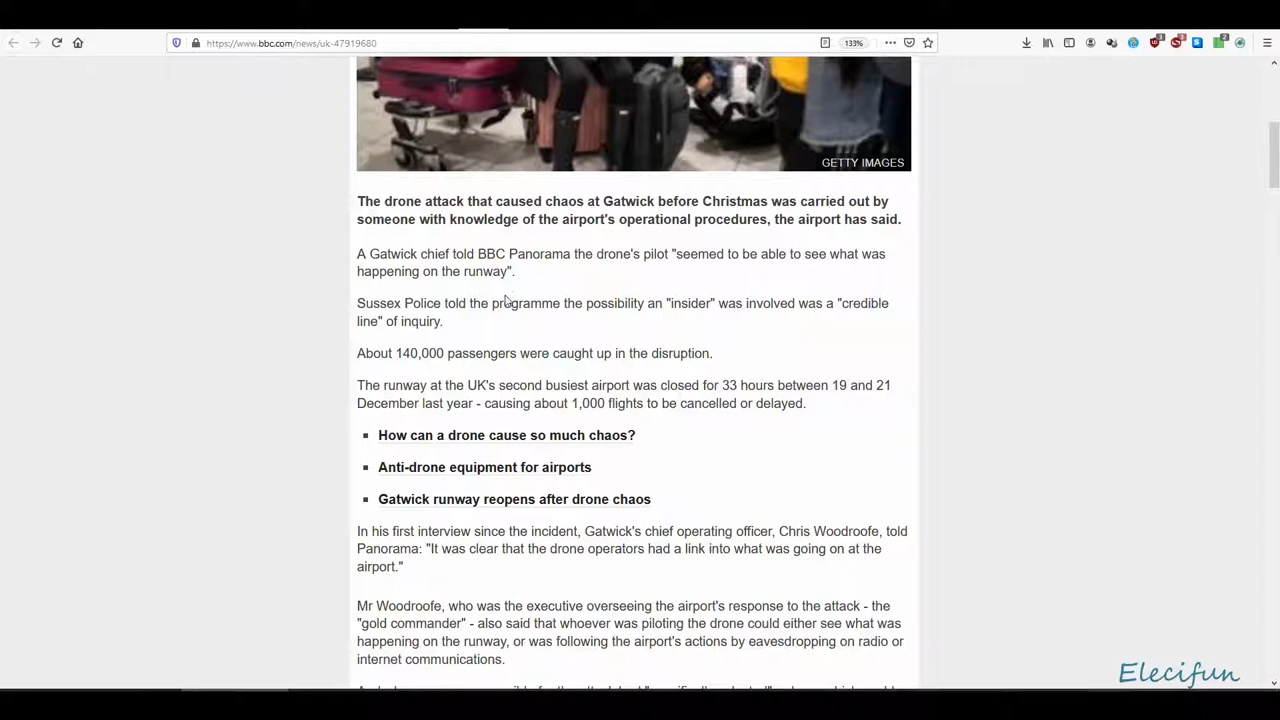 https://www.bbc.com/news/uk-47919680
133%
GETTY IMAGES
The drone attack that caused chaos at Gatwick before Christmas was carried out by
someone with knowledge of the airport's operational procedures, the airport has said.
A Gatwick chief told BBC Panorama the drone's pilot "seemed to be able to see what was
happening on the runway".
Sussex Police told the programme the possibility an "insider" was involved was a "credible
line" of inquiry.
About 140,000 passengers were caught up in the disruption.
The runway at the UK's second busiest airport was closed for 33 hours between 19 and 21
December last year - causing about 1,000 flights to be cancelled or delayed.
How can a drone cause so much chaos?
Anti-drone equipment for airports
Gatwick runway reopens after drone chaos
In his first interview since the incident, Gatwick's chief operating officer, Chris Woodroofe, told
Panorama: "It was clear that the drone operators had a link into what was going on at the
airport."
Mr Woodroofe, who was the executive overseeing the airport's response to the attack - the
"gold commander" - also said that whoever was piloting the drone could either see what was
happening on the runway, or was following the airport's actions by eavesdropping on radio or
internet communications.
Elecifun